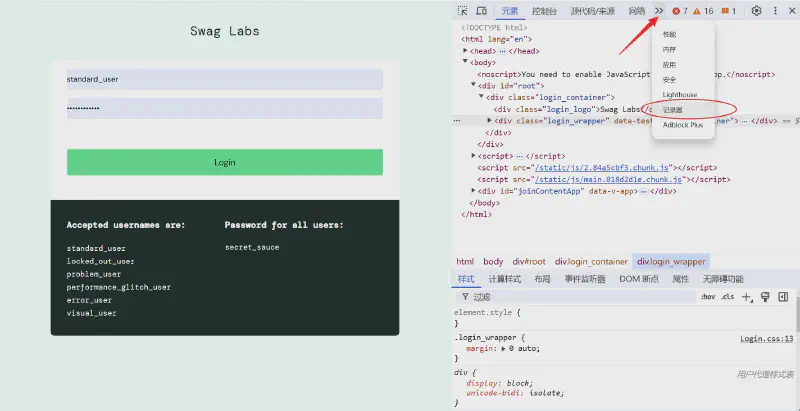 Swag Labs
standard_user
••••••••••••
Login
Accepted usernames are:
standard_user
locked_out_user
problem_user
performance_glitch_user
error_user
visual_user
Password for all users:
secret_sauce
元素 控制台 源代码/来源 网络 7 16 1
性能
内存
应用
安全
Lighthouse
记录器
Adblock Plus
<!DOCTYPE html>
<html lang="en">
<head> … </head>
<body>
<noscript>You need to enable JavaScript pp.</noscript>
<div id="root">
<div class="login_container">
<div class="login_logo">Swag Labs</
<div class="login_wrapper" data-test ner"> … </div> ==
</div>
</div>
<script> … </script>
<script src="/static/js/2.84a5cbf3.chunk.js"></script>
<script src="/static/js/main.018d2d1e.chunk.js"></script>
<div id="joinContentApp" data-v-app> … </div>
</body>
</html>
html body div#root div.login_container div.login_wrapper
样式 计算样式 布局 事件监听器 DOM 断点 属性 无障碍功能
过滤 :hov .cls
element.style {
}
.login_wrapper { Login.css:13
margin: 0 auto;
}
div { 用户代理样式表
display: block;
unicode-bidi: isolate;
}